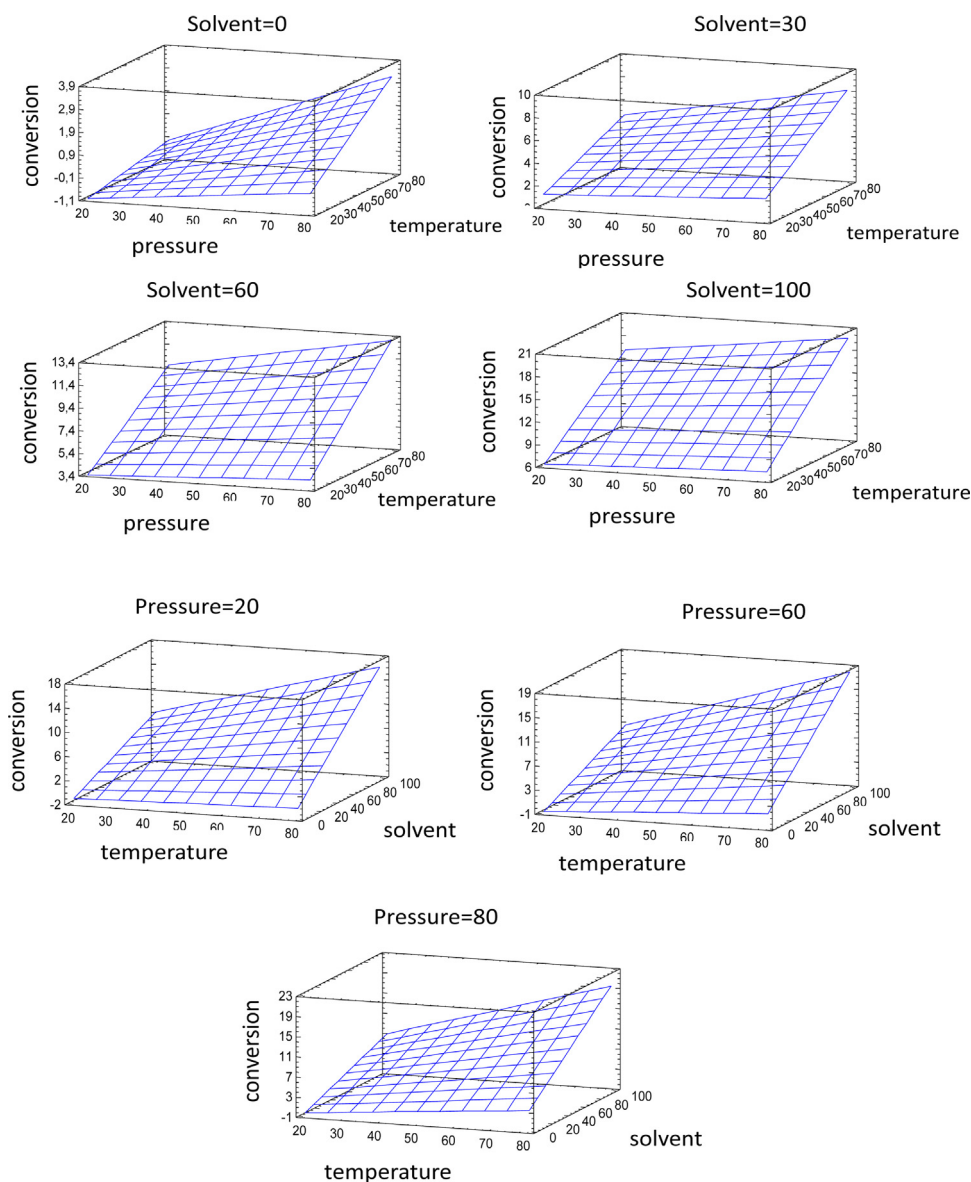 Solvent=0
conversion
3.9
2.9
1.9
0.9
-0.1
-1.1
20 30 40 50 60 70 80
20 30 40 50 60 70 80
pressure
temperature
Solvent=30
conversion
10
8
6
4
2
20 30 40 50 60 70 80
20 30 40 50 60 70 80
pressure
temperature
Solvent=60
conversion
13.4
11.4
9.4
7.4
5.4
3.4
20 30 40 50 60 70 80
20 30 40 50 60 70 80
pressure
temperature
Solvent=100
conversion
21
18
15
12
9
6
20 30 40 50 60 70 80
20 30 40 50 60 70 80
pressure
temperature
Pressure=20
conversion
18
14
10
6
2
-2
20 30 40 50 60 70 80
0 20 40 60 80 100
temperature
solvent
Pressure=60
conversion
19
15
11
7
3
-1
20 30 40 50 60 70 80
0 20 40 60 80 100
temperature
solvent
Pressure=80
conversion
23
19
15
11
7
3
-1
20 30 40 50 60 70 80
0 20 40 60 80 100
temperature
solvent